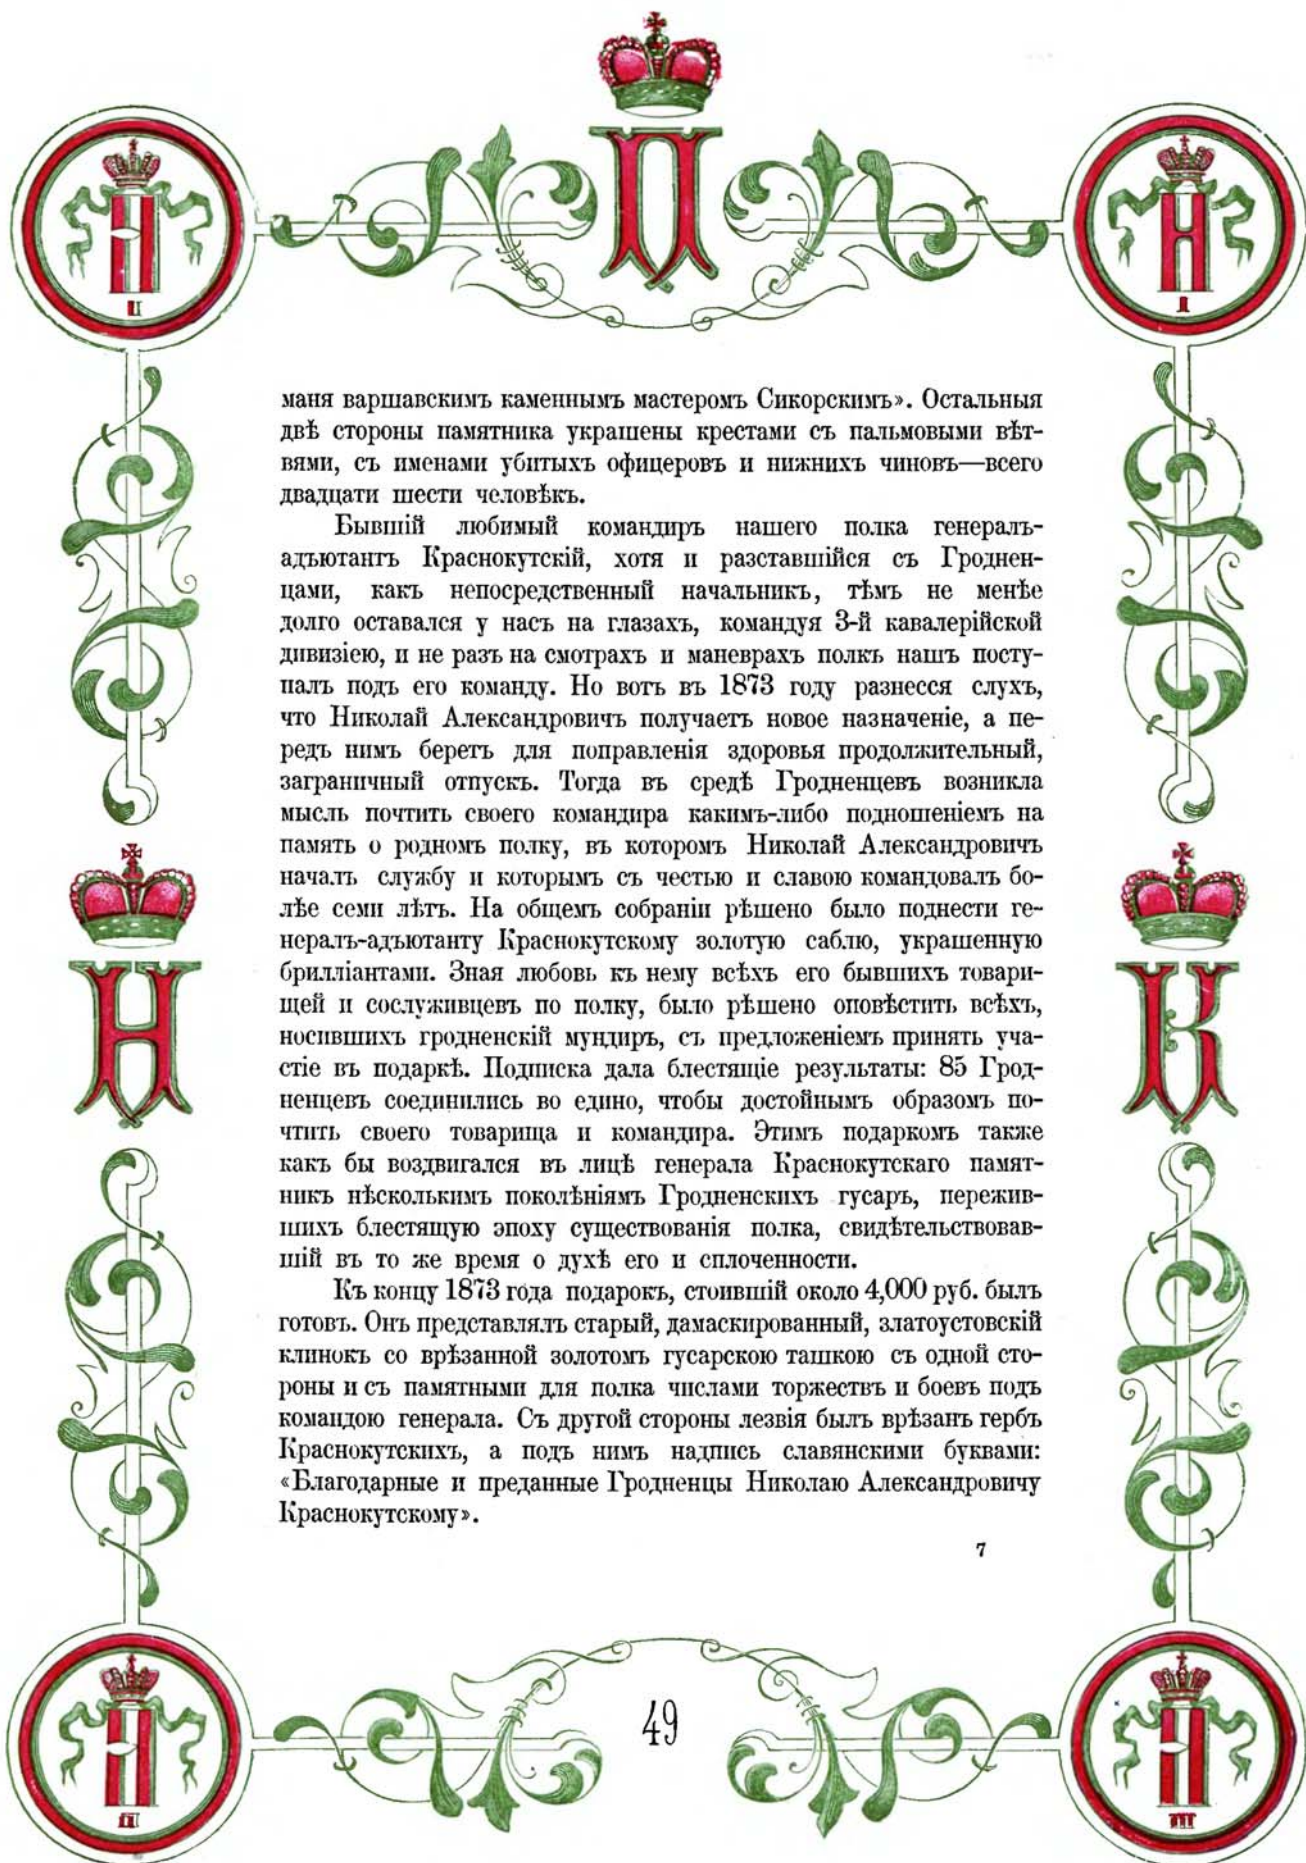 П
II
I
маня варшавскимъ каменнымъ мастеромъ Сикорскимъ». Остальныя
двѣ стороны памятника украшены крестами съ пальмовыми вѣт-
вями, съ именами убитыхъ офицеровъ и нижнихъ чиновъ—всего
двадцати шести человѣкъ.
Бывшій любимый командиръ нашего полка генералъ-
адъютантъ Краснокутскій, хотя и разставшійся съ Гроднен-
цами, какъ непосредственный начальникъ, тѣмъ не менѣе
долго оставался у насъ на глазахъ, командуя 3-й кавалерійской
дивизіею, и не разъ на смотрахъ и маневрахъ полкъ нашъ посту-
палъ подъ его команду. Но вотъ въ 1873 году разнесся слухъ,
что Николай Александровичъ получаетъ новое назначеніе, а пе-
редъ нимъ беретъ для поправленія здоровья продолжительный,
заграничный отпускъ. Тогда въ средѣ Гродненцевъ возникла
мысль почтить своего командира какимъ-либо подношеніемъ на
память о родномъ полку, въ которомъ Николай Александровичъ
началъ службу и которымъ съ честью и славою командовалъ бо-
лѣе семи лѣтъ. На общемъ собраніи рѣшено было поднести ге-
нералъ-адъютанту Краснокутскому золотую саблю, украшенную
брилліантами. Зная любовь къ нему всѣхъ его бывшихъ товари-
щей и сослуживцевъ по полку, было рѣшено оповѣстить всѣхъ,
носившихъ гродненскій мундиръ, съ предложеніемъ принять уча-
стіе въ подаркѣ. Подписка дала блестящіе результаты: 85 Грод-
ненцевъ соединились во едино, чтобы достойнымъ образомъ по-
чтить своего товарища и командира. Этимъ подаркомъ также
какъ бы воздвигался въ лицѣ генерала Краснокутскаго памят-
никъ нѣсколькимъ поколѣніямъ Гродненскихъ гусаръ, пережив-
шихъ блестящую эпоху существованія полка, свидѣтельствовав-
шій въ то же время о духѣ его и сплоченности.
Къ концу 1873 года подарокъ, стоившій около 4,000 руб. былъ
готовъ. Онъ представлялъ старый, дамаскированный, златоустовскій
клинокъ со врѣзанной золотомъ гусарскою ташкою съ одной сто-
роны и съ памятными для полка числами торжествъ и боевъ подъ
командою генерала. Съ другой стороны лезвія былъ врѣзанъ гербъ
Краснокутскихъ, а подъ нимъ надпись славянскими буквами:
«Благодарные и преданные Гродненцы Николаю Александровичу
Краснокутскому».
7
Н
К
49
III